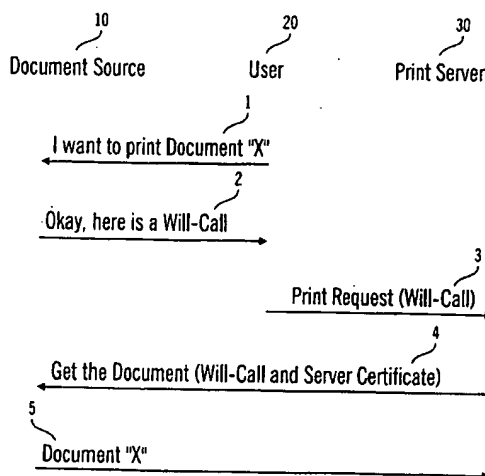 10 20 30
Document Source User Print Server
1
I want to print Document "X"
2
Okay, here is a Will-Call
3
Print Request (Will-Call)
4
Get the Document (Will-Call and Server Certificate)
5
Document "X"